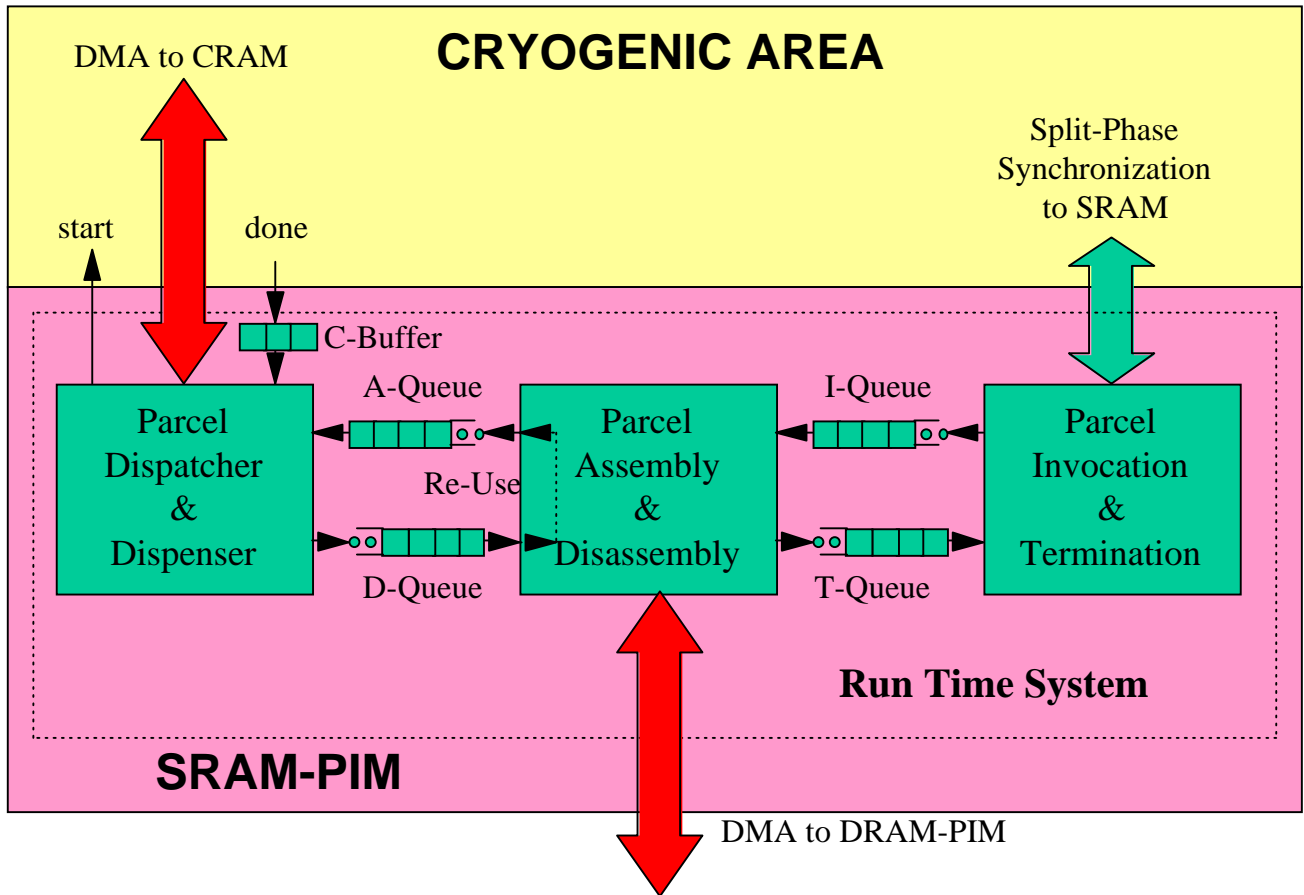 CRYOGENIC AREA
DMA to CRAM
Split-Phase
Synchronization
to SRAM
start
done
C-Buffer
A-Queue
I-Queue
Parcel
Dispatcher
&
Dispenser
Re-Use
Parcel
Assembly
&
Disassembly
Parcel
Invocation
&
Termination
D-Queue
T-Queue
Run Time System
SRAM-PIM
DMA to DRAM-PIM